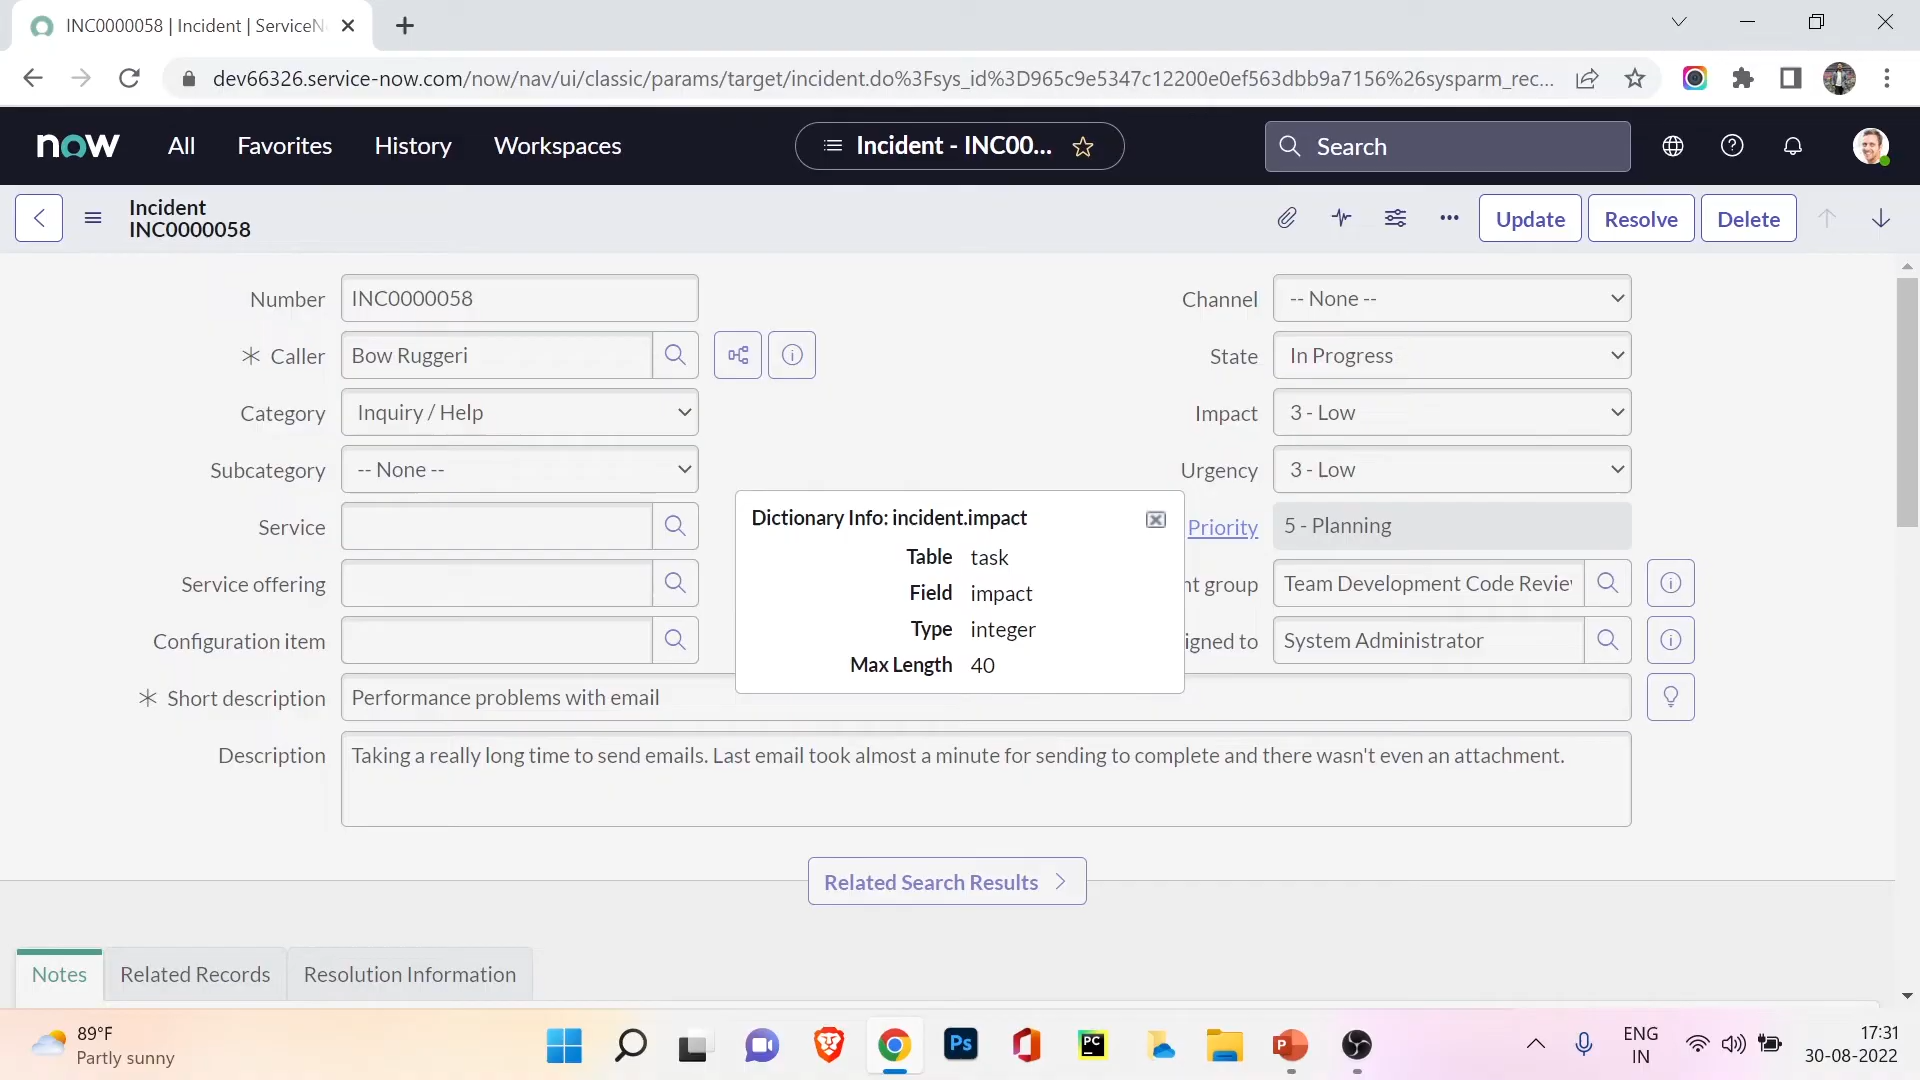 INC0000058 | Incident | ServiceN
dev66326.service-now.com/now/nav/ui/classic/params/target/incident.do%3Fsys_id%3D965c9e5347c12200e0ef563dbb9a7156%26sysparm_rec...
now
All
Favorites
History
Workspaces
Incident - INC00...
Search
Incident
INC0000058
Update
Resolve
Delete
Number
INC0000058
Channel
-- None --
Caller
Bow Ruggeri
State
In Progress
Category
Inquiry / Help
Impact
3 - Low
Subcategory
-- None --
Urgency
3 - Low
Service
Priority
5 - Planning
Service offering
nt group
Team Development Code Review
Configuration item
igned to
System Administrator
Dictionary Info: incident.impact
Table task
Field impact
Type integer
Max Length 40
Short description
Performance problems with email
Description
Taking a really long time to send emails. Last email took almost a minute for sending to complete and there wasn't even an attachment.
Related Search Results
Notes
Related Records
Resolution Information
89°F
Partly sunny
Ps
PC
P
ENG
IN
17:31
30-08-2022